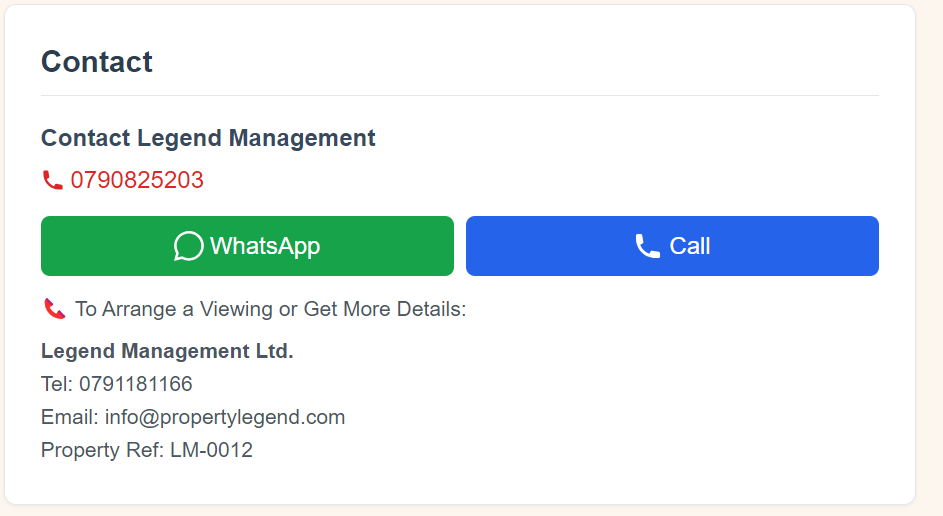 Contact
Contact Legend Management
0790825203
WhatsApp
Call
To Arrange a Viewing or Get More Details:
Legend Management Ltd.
Tel: 0791181166
Email: info@propertylegend.com
Property Ref: LM-0012